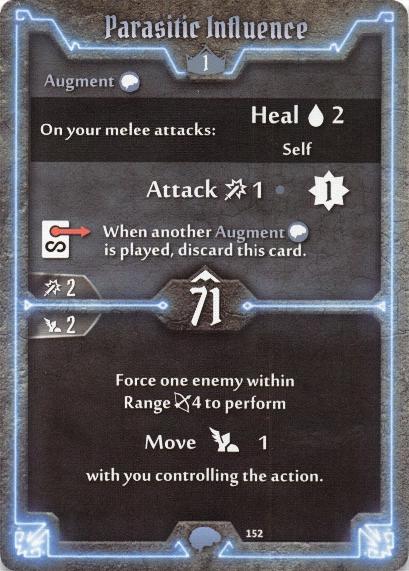 Parasitic Influence
1
Augment
On your melee attacks:
Heal 2
Self
Attack 1
1
When another Augment
is played, discard this card.
2
71
2
Force one enemy within
Range 4 to perform
Move 1
with you controlling the action.
152